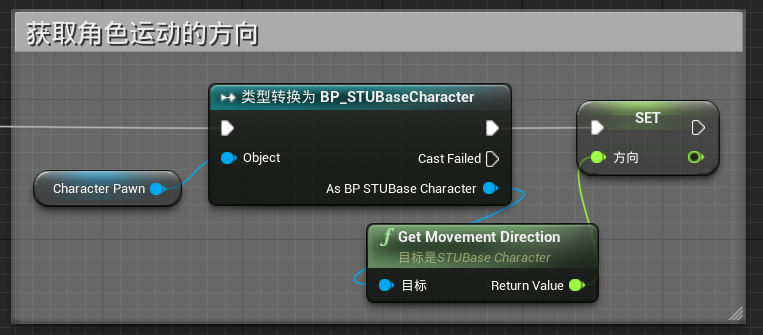 获取角色运动的方向
类型转换为 BP_STUBaseCharacter
SET
Object
Cast Failed
方向
Character Pawn
As BP STUBase Character
f Get Movement Direction
目标是STUBase Character
目标
Return Value